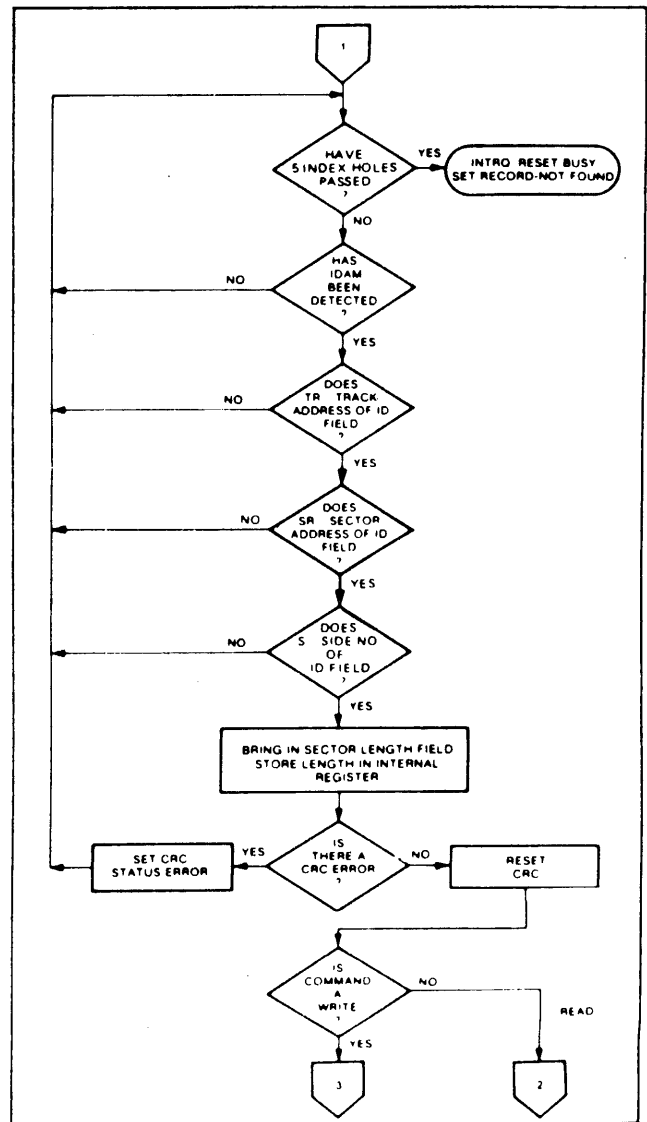 1
HAVE
5 INDEX HOLES
PASSED
?
YES
INTRQ RESET BUSY
SET RECORD-NOT FOUND
NO
HAS
IDAM
BEEN
DETECTED
?
NO
YES
DOES
TR TRACK
ADDRESS OF ID
FIELD
?
NO
YES
DOES
SR SECTOR
ADDRESS OF ID
FIELD
?
NO
YES
DOES
S SIDE NO
OF
ID FIELD
?
NO
YES
BRING IN SECTOR LENGTH FIELD
STORE LENGTH IN INTERNAL
REGISTER
SET CRC
STATUS ERROR
YES
IS
THERE A
CRC ERROR
?
NO
RESET
CRC
IS
COMMAND
A
WRITE
?
NO
READ
YES
3
2